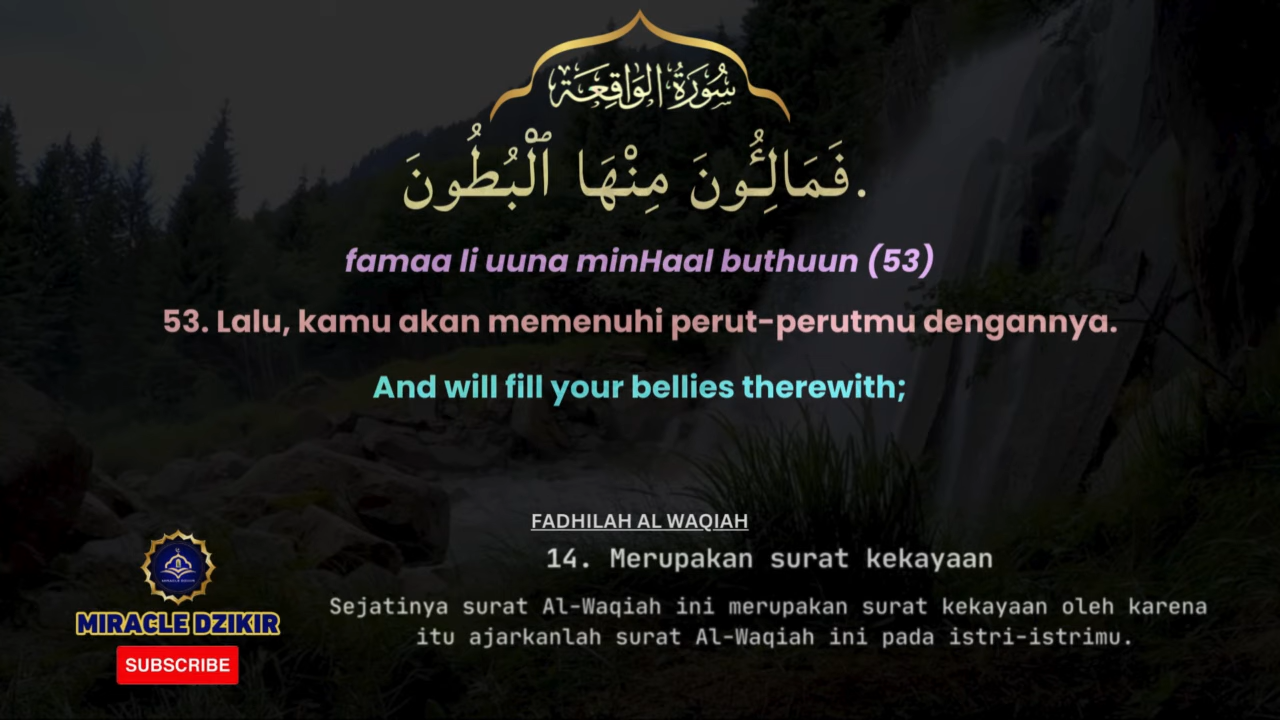 سُورَةُ الوَاقِعَة
فَمَالِـُٔونَ مِنْهَا ٱلْبُطُونَ.
famaa li uuna minHaal buthuun (53)
53. Lalu, kamu akan memenuhi perut-perutmu dengannya.
And will fill your bellies therewith;
FADHILAH AL WAQIAH
14. Merupakan surat kekayaan
Sejatinya surat Al-Waqiah ini merupakan surat kekayaan oleh karena
itu ajarkanlah surat Al-Waqiah ini pada istri-istrimu.
MIRACLE DZIKIR
MIRACLE DZIKIR
SUBSCRIBE